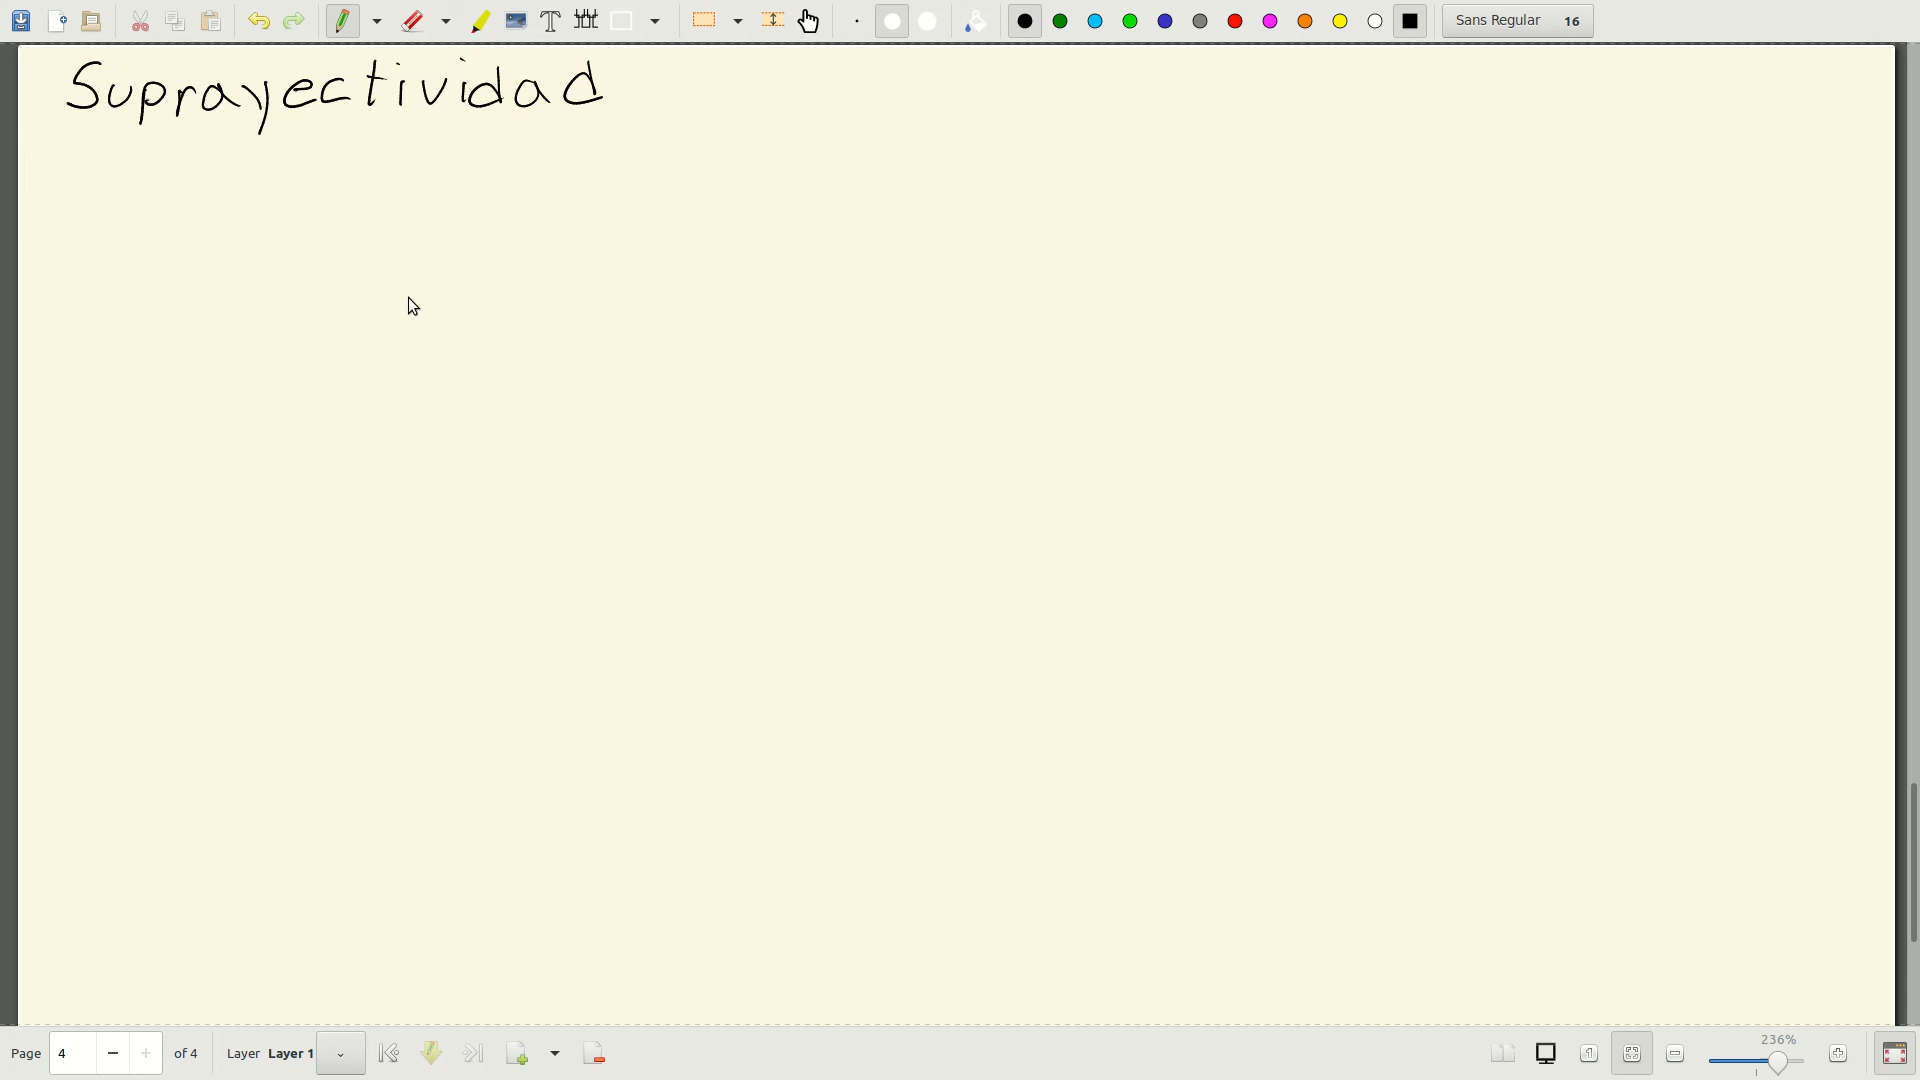 Sans Regular 16
Suprayectividad
Page 4 of 4 Layer Layer 1
236%